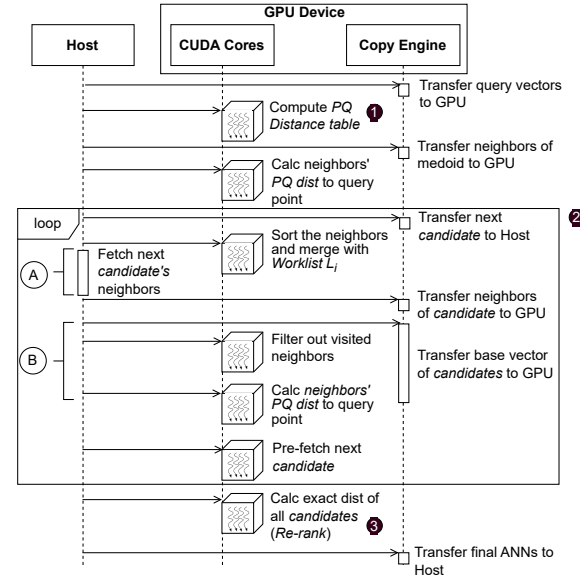 GPU Device
Host
CUDA Cores
Copy Engine
Transfer query vectors
to GPU
Compute PQ
Distance table
1
Transfer neighbors of
medoid to GPU
Calc neighbors'
PQ dist to query
point
loop
Transfer next
candidate to Host
2
Sort the neighbors
and merge with
Worklist Li
A
Fetch next
candidate's
neighbors
Transfer neighbors
of candidate to GPU
B
Filter out visited
neighbors
Transfer base vector
of candidates to GPU
Calc neighbors'
PQ dist to query
point
Pre-fetch next
candidate
Calc exact dist of
all candidates
(Re-rank)
3
Transfer final ANNs to
Host